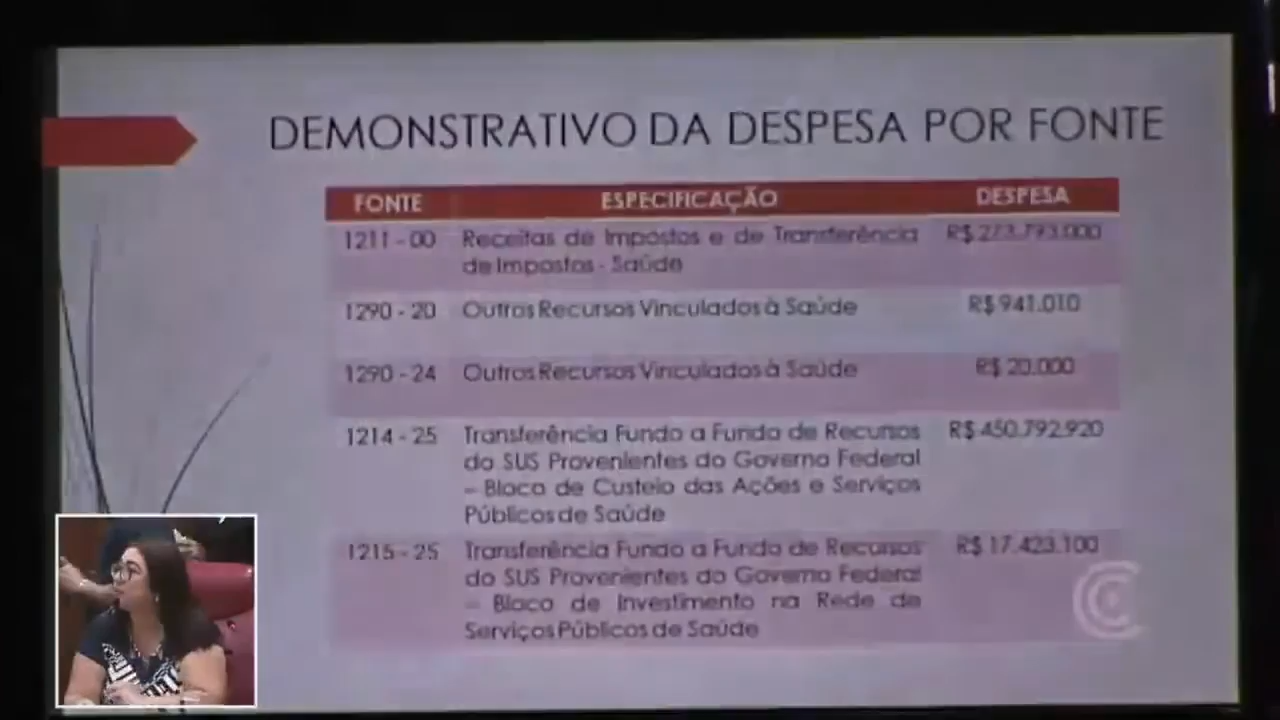 DEMONSTRATIVO DA DESPESA POR FONTE
FONTE ESPECIFICAÇÃO DESPESA
1211 - 00 Receitas de Impostos e de Transferência R$ 273.793.000
de Impostos - Saúde
1290 - 20 Outros Recursos Vinculados à Saúde R$ 941.010
1290 - 24 Outros Recursos Vinculados à Saúde R$ 20.000
1214 - 25 Transferência Fundo a Fundo de Recursos R$ 450.792.920
do SUS Provenientes do Governo Federal
– Bloco de Custeio das Ações e Serviços
Públicos de Saúde
1215 - 25 Transferência Fundo a Fundo de Recursos R$ 17.423.100
do SUS Provenientes do Governo Federal
– Bloco de Investimento na Rede de
Serviços Públicos de Saúde